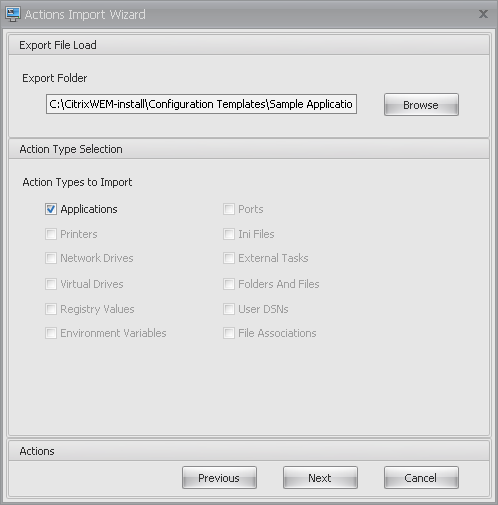 Actions Import Wizard
Export File Load
Export Folder
C:\CitrixWEM-install\Configuration Templates\Sample Applicatio
Browse
Action Type Selection
Action Types to Import
Applications
Ports
Printers
Ini Files
Network Drives
External Tasks
Virtual Drives
Folders And Files
Registry Values
User DSNs
Environment Variables
File Associations
Actions
Previous
Next
Cancel